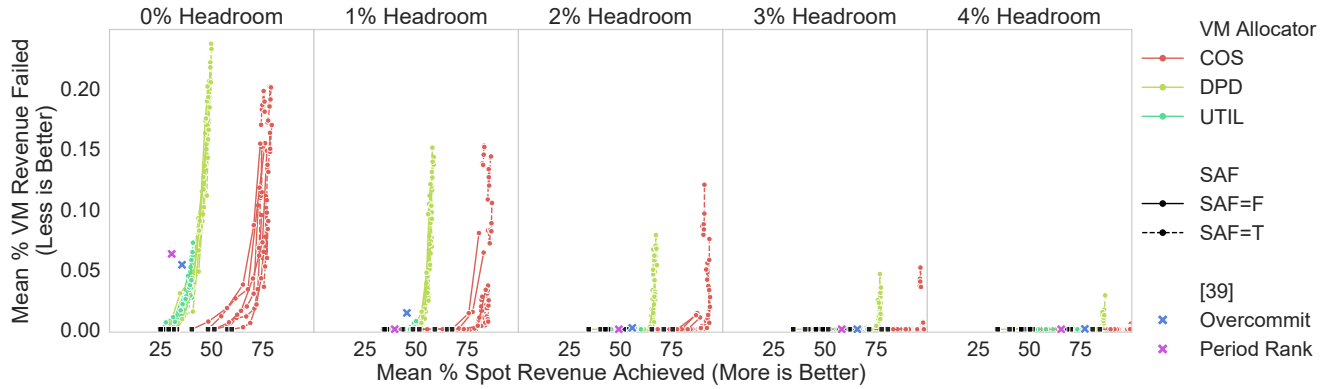 0% Headroom 1% Headroom 2% Headroom 3% Headroom 4% Headroom
Mean % VM Revenue Failed
(Less is Better)
0.20
0.15
0.10
0.05
0.00
25 50 75 25 50 75 25 50 75 25 50 75 25 50 75
Mean % Spot Revenue Achieved (More is Better)
VM Allocator
COS
DPD
UTIL
SAF
SAF=F
SAF=T
[39]
Overcommit
Period Rank